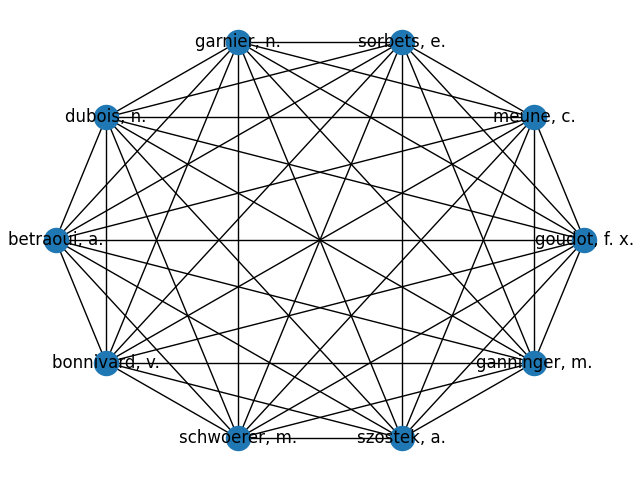 garnier, n.
sorbets, e.
dubois, n.
meune, c.
betraoui, a.
goudot, f. x.
bonnivard, v.
ganninger, m.
schwoerer, m.
szostek, a.